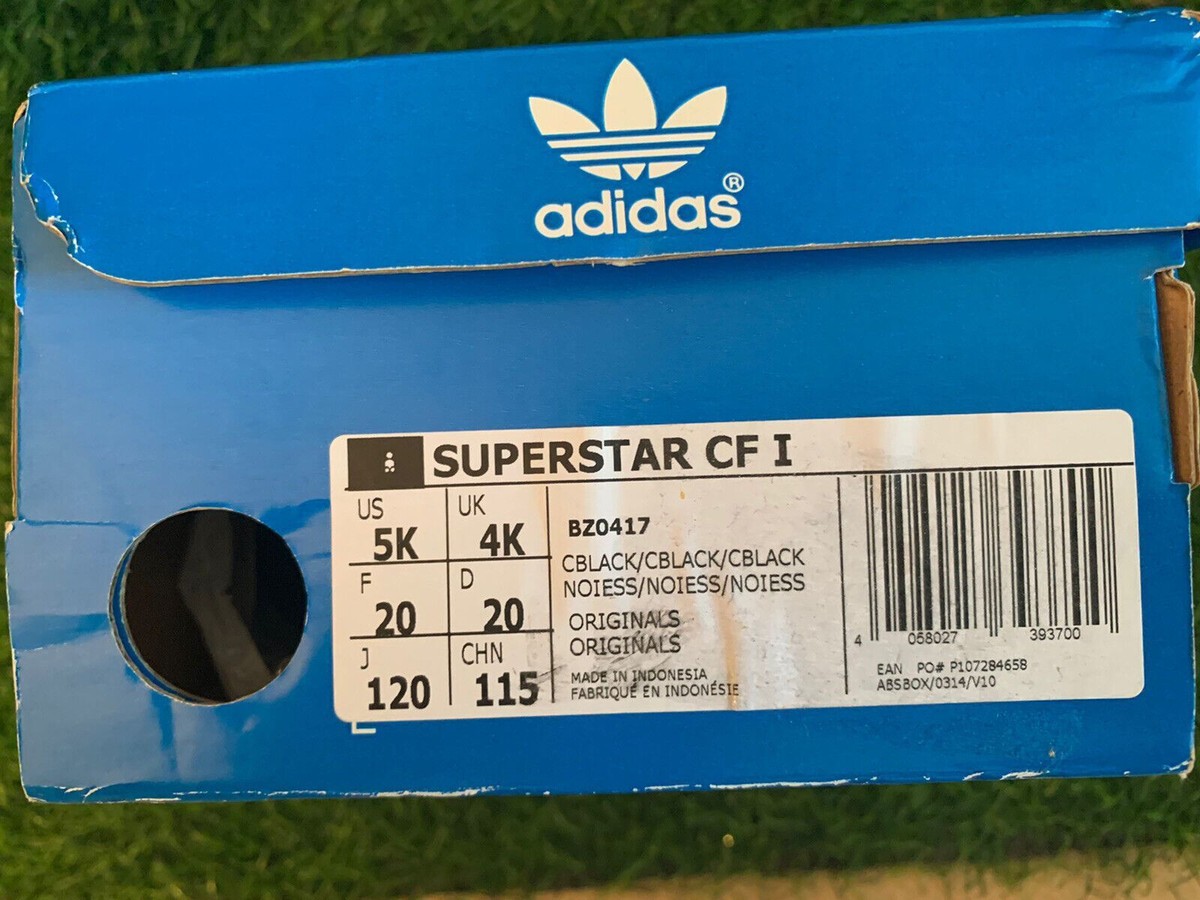 adidas®
SUPERSTAR CF I
US
5K
UK
4K
F
20
D
20
J
120
CHN
115
BZ0417
CBLACK/CBLACK/CBLACK
NOIESS/NOIESS/NOIESS
ORIGINALS
ORIGINALS
MADE IN INDONESIA
FABRIQUÉ EN INDONÉSIE
4 058027 393700
EAN PO# P107284658
ABSBOX/0314/V10